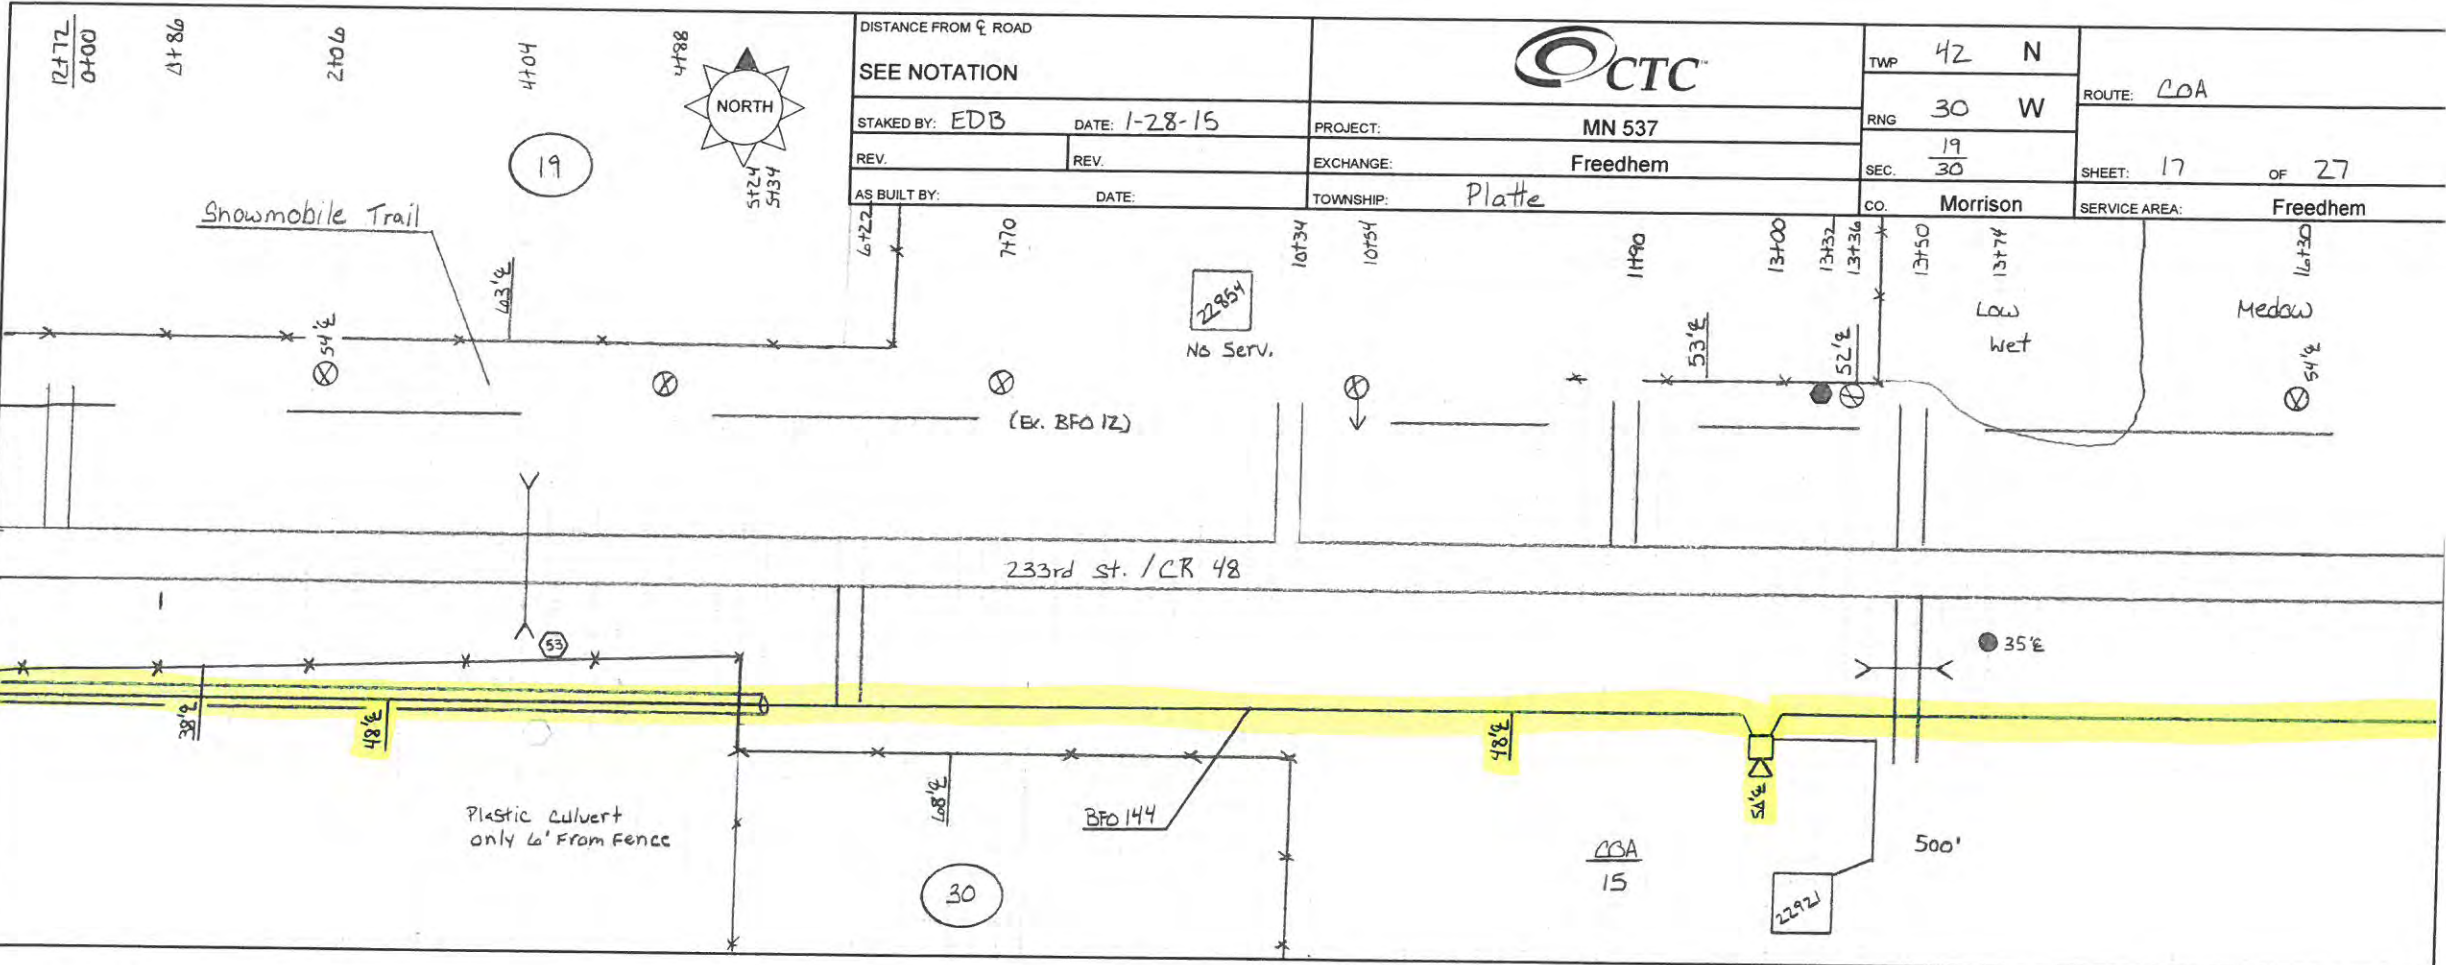 12+72
0+00
1+86
2+06
4+04
4+88
NORTH
5+24
5+34
19
Snowmobile Trail
DISTANCE FROM ℄ ROAD
SEE NOTATION
STAKED BY: EDB DATE: 1-28-15
REV. REV.
AS BUILT BY: DATE:
CTC
PROJECT: MN 537
EXCHANGE: Freedhem
TOWNSHIP: Platte
TWP 42 N
RNG 30 W
SEC. 19
30
CO. Morrison
ROUTE: COA
SHEET: 17 OF 27
SERVICE AREA: Freedhem
6+22
7+70
10+34
10+54
11+90
13+00
13+32
13+36
13+50
13+74
16+30
63'℄
54'℄
22854
No Serv.
53'℄
52'℄
Low
Wet
Medow
54'℄
(Ex. BFO 12)
233rd St. / CR 48
53
35'℄
38'℄
48'℄
48'℄
68'℄
54'℄
Plastic culvert
only 6' From Fence
BFO 144
30
COA
15
500'
22921